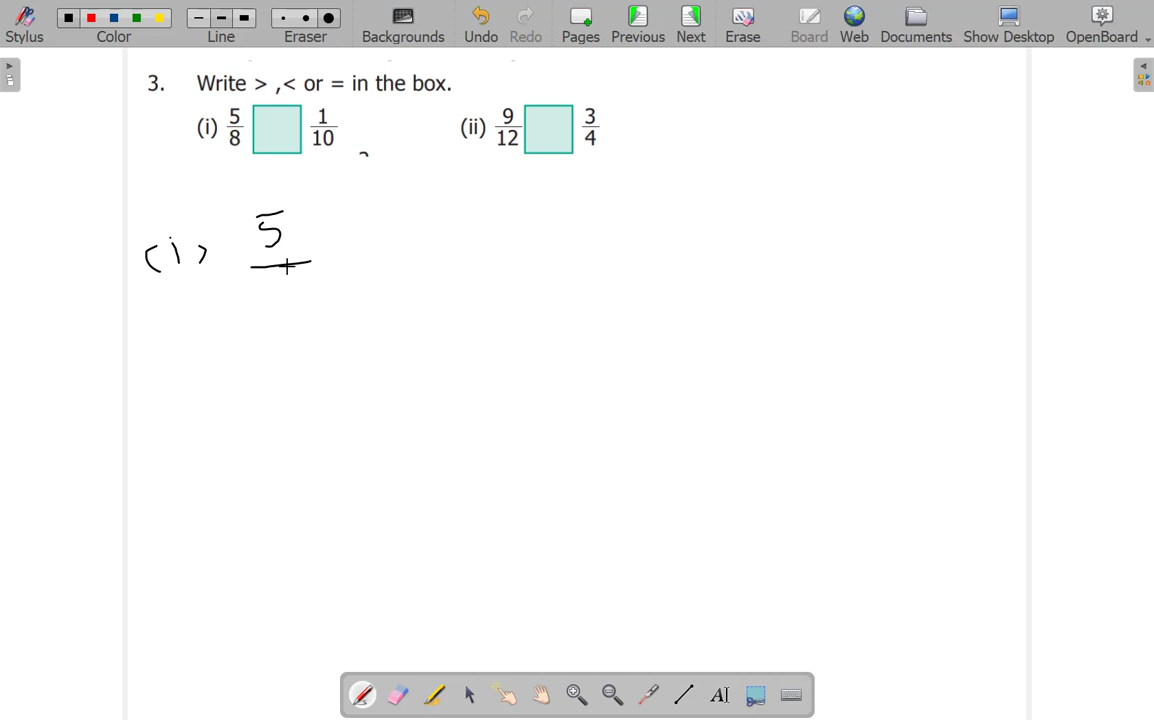 Stylus Color Line Eraser Backgrounds Undo Redo Pages Previous Next Erase Board Web Documents Show Desktop OpenBoard
3. Write > ,< or = in the box.
(i) 5/8 1/10 (ii) 9/12 3/4
(i) 5
AI